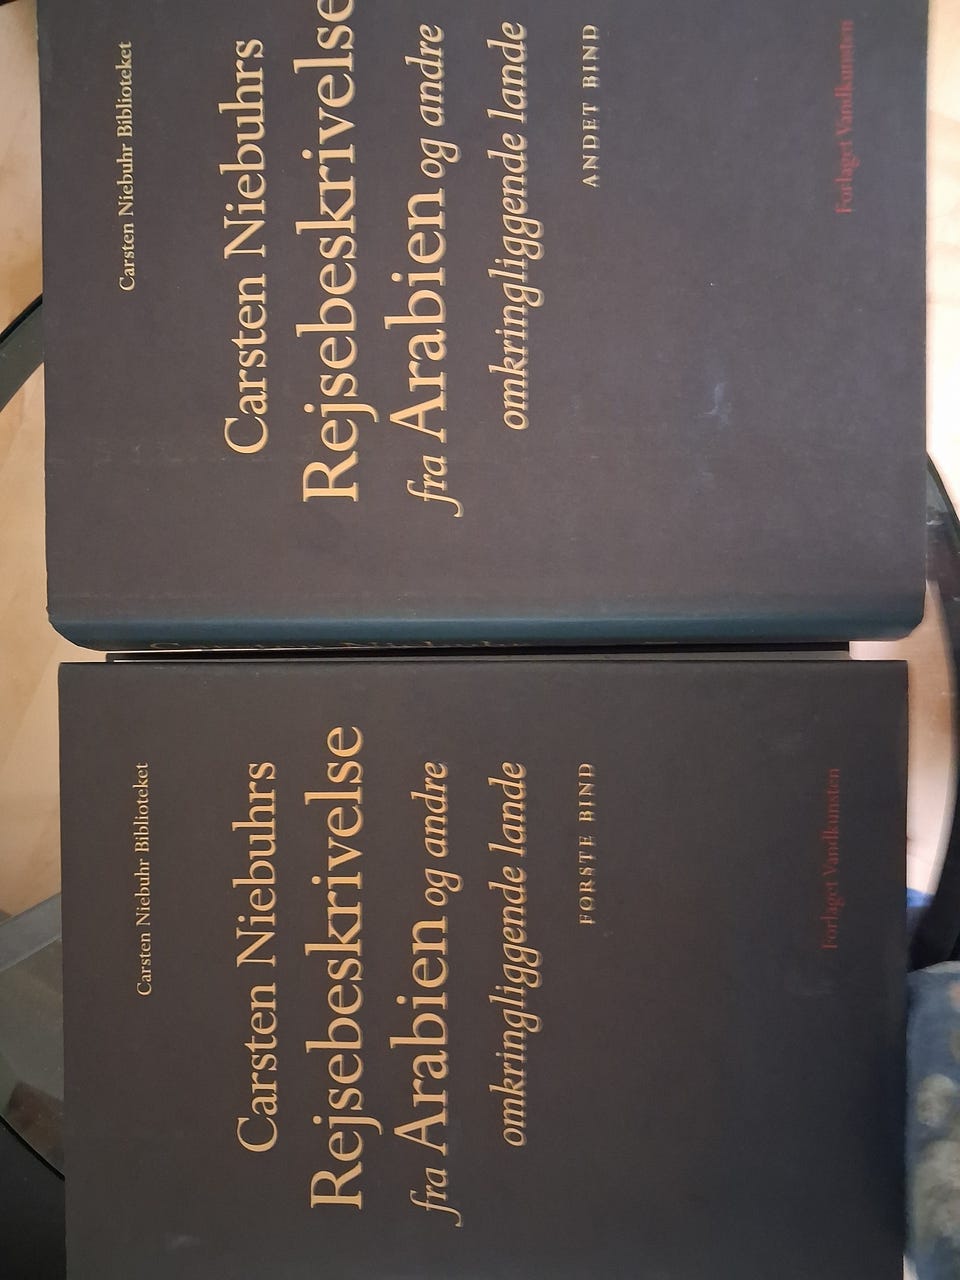 Carsten Niebuhr Biblioteket
Carsten Niebuhrs
Rejsebeskrivelse
fra Arabien og andre
omkringliggende lande
FØRSTE BIND
Forlaget Vandkunsten
Carsten Niebuhr Biblioteket
Carsten Niebuhrs
Rejsebeskrivelse
fra Arabien og andre
omkringliggende lande
ANDET BIND
Forlaget Vandkunsten